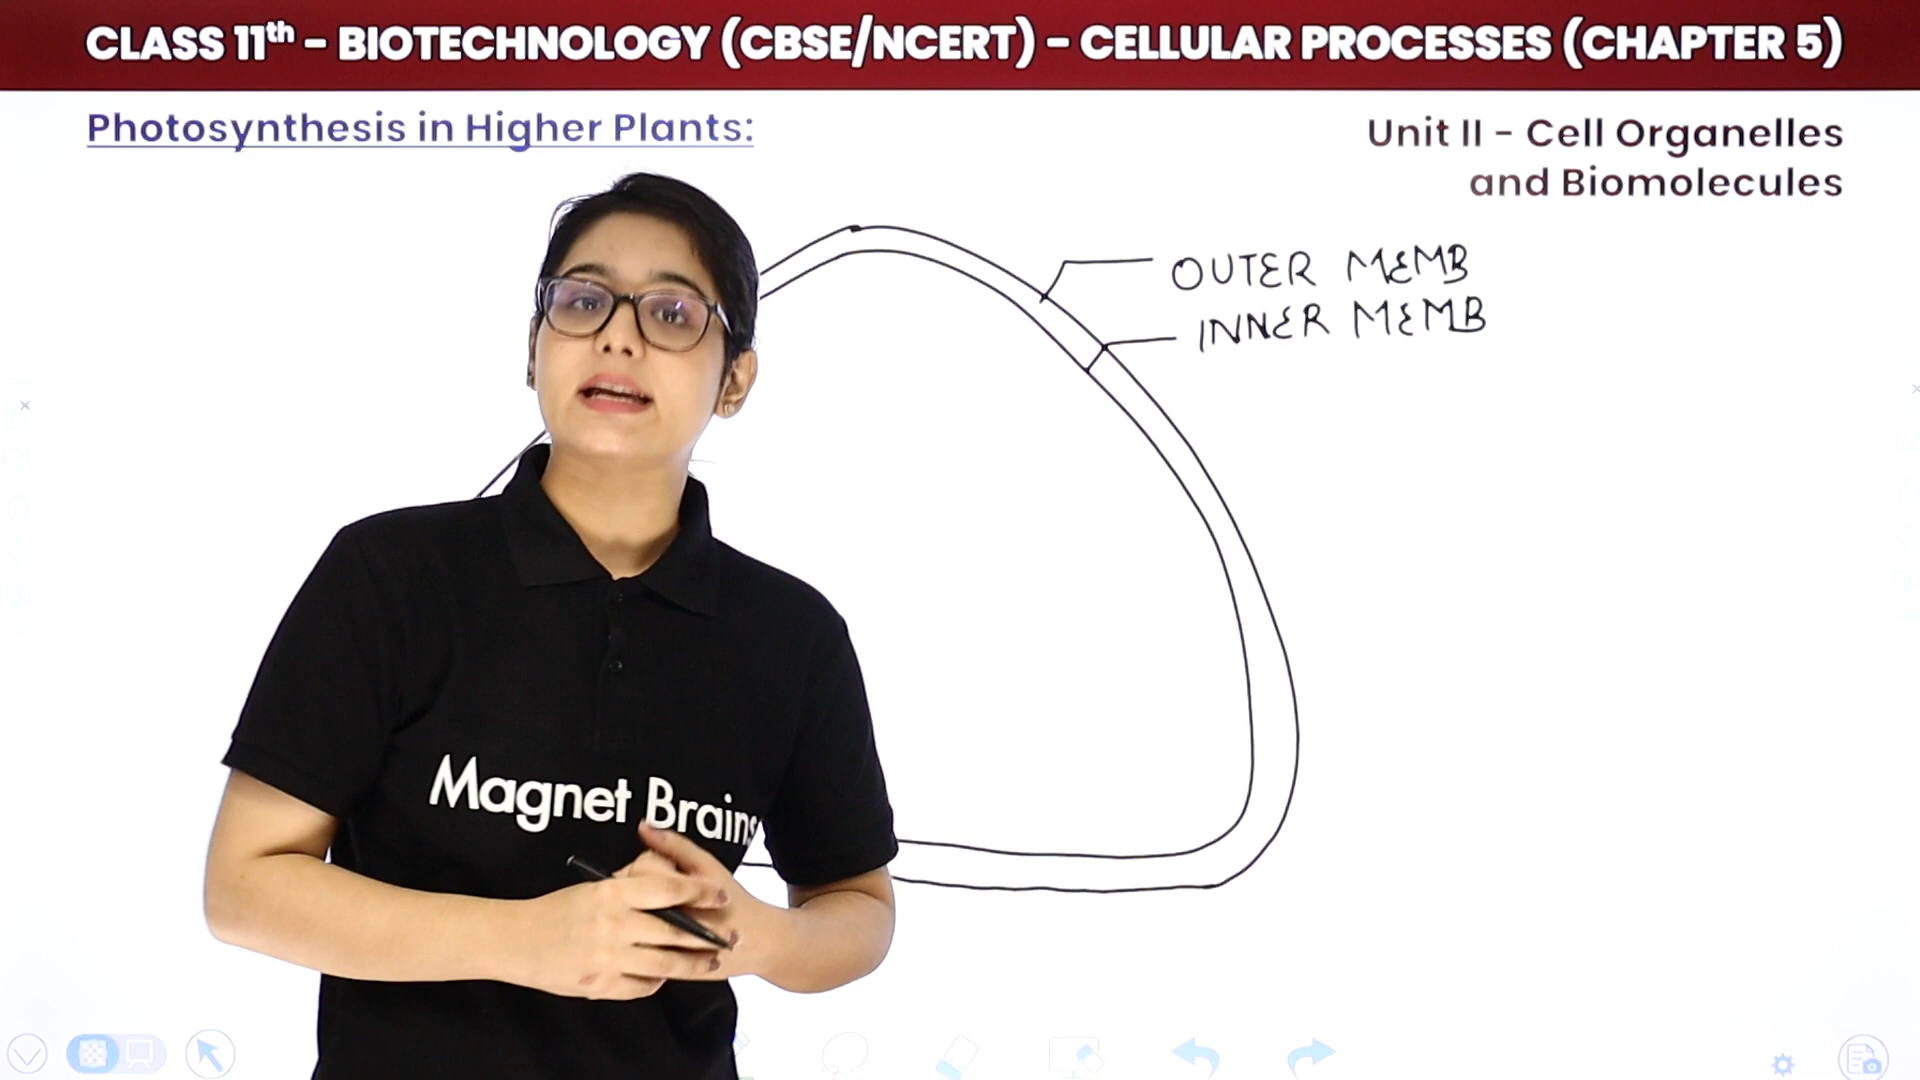 CLASS 11th - BIOTECHNOLOGY (CBSE/NCERT) - CELLULAR PROCESSES (CHAPTER 5)
Photosynthesis in Higher Plants:
Unit II - Cell Organelles
and Biomolecules
OUTER MEMB
INNER MEMB
Magnet Brains